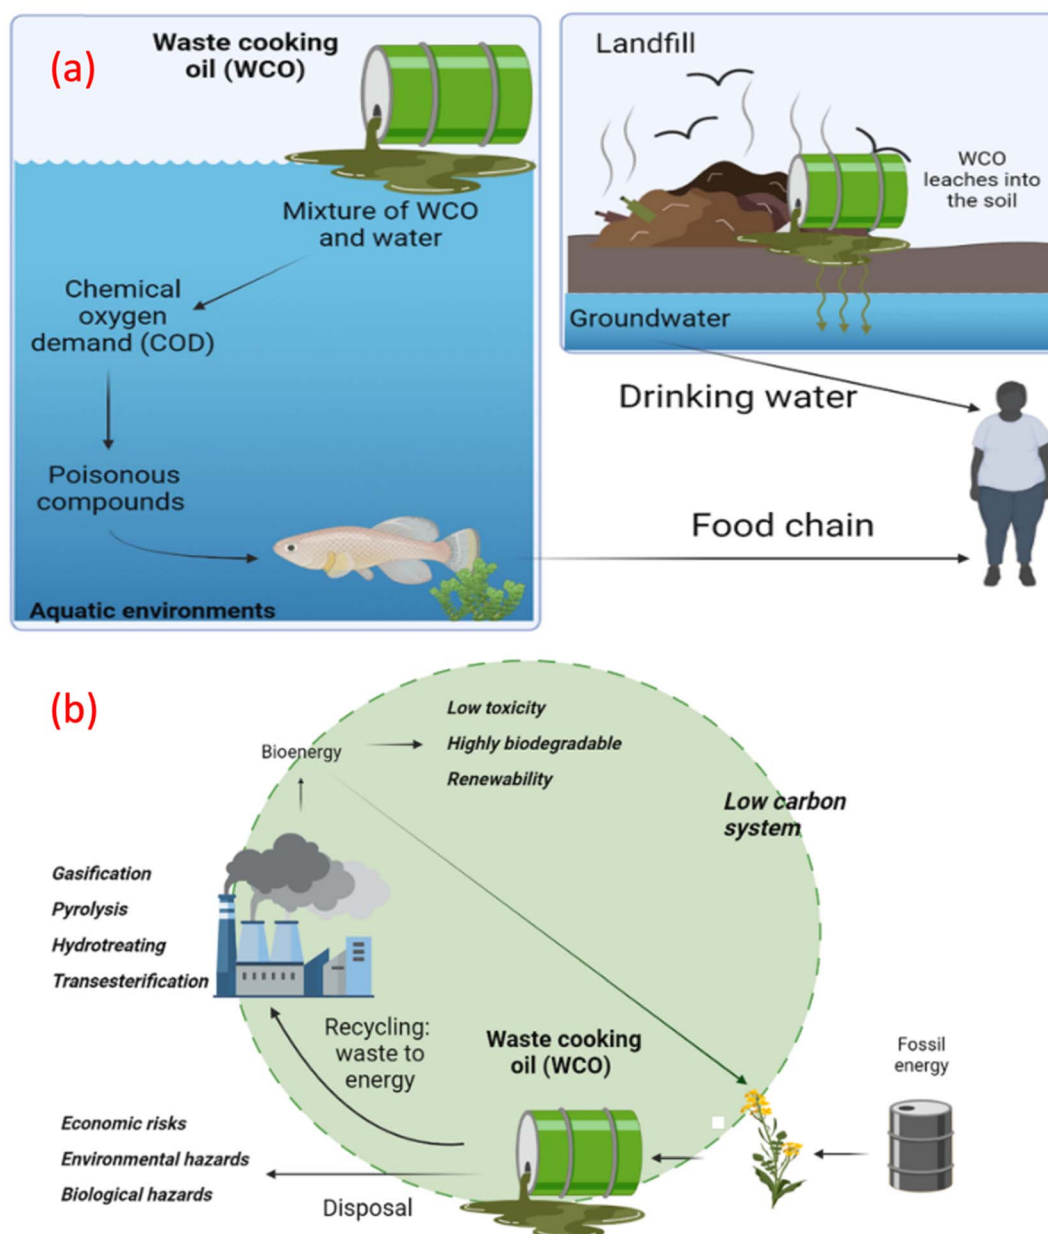 (a)
Waste cooking
oil (WCO)
Mixture of WCO
and water
Chemical
oxygen
demand (COD)
Poisonous
compounds
Aquatic environments
Landfill
WCO
leaches into
the soil
Groundwater
Drinking water
Food chain
(b)
Low toxicity
Highly biodegradable
Renewability
Bioenergy
Low carbon
system
Gasification
Pyrolysis
Hydrotreating
Transesterification
Recycling:
waste to
energy
Waste cooking
oil (WCO)
Fossil
energy
Economic risks
Environmental hazards
Biological hazards
Disposal